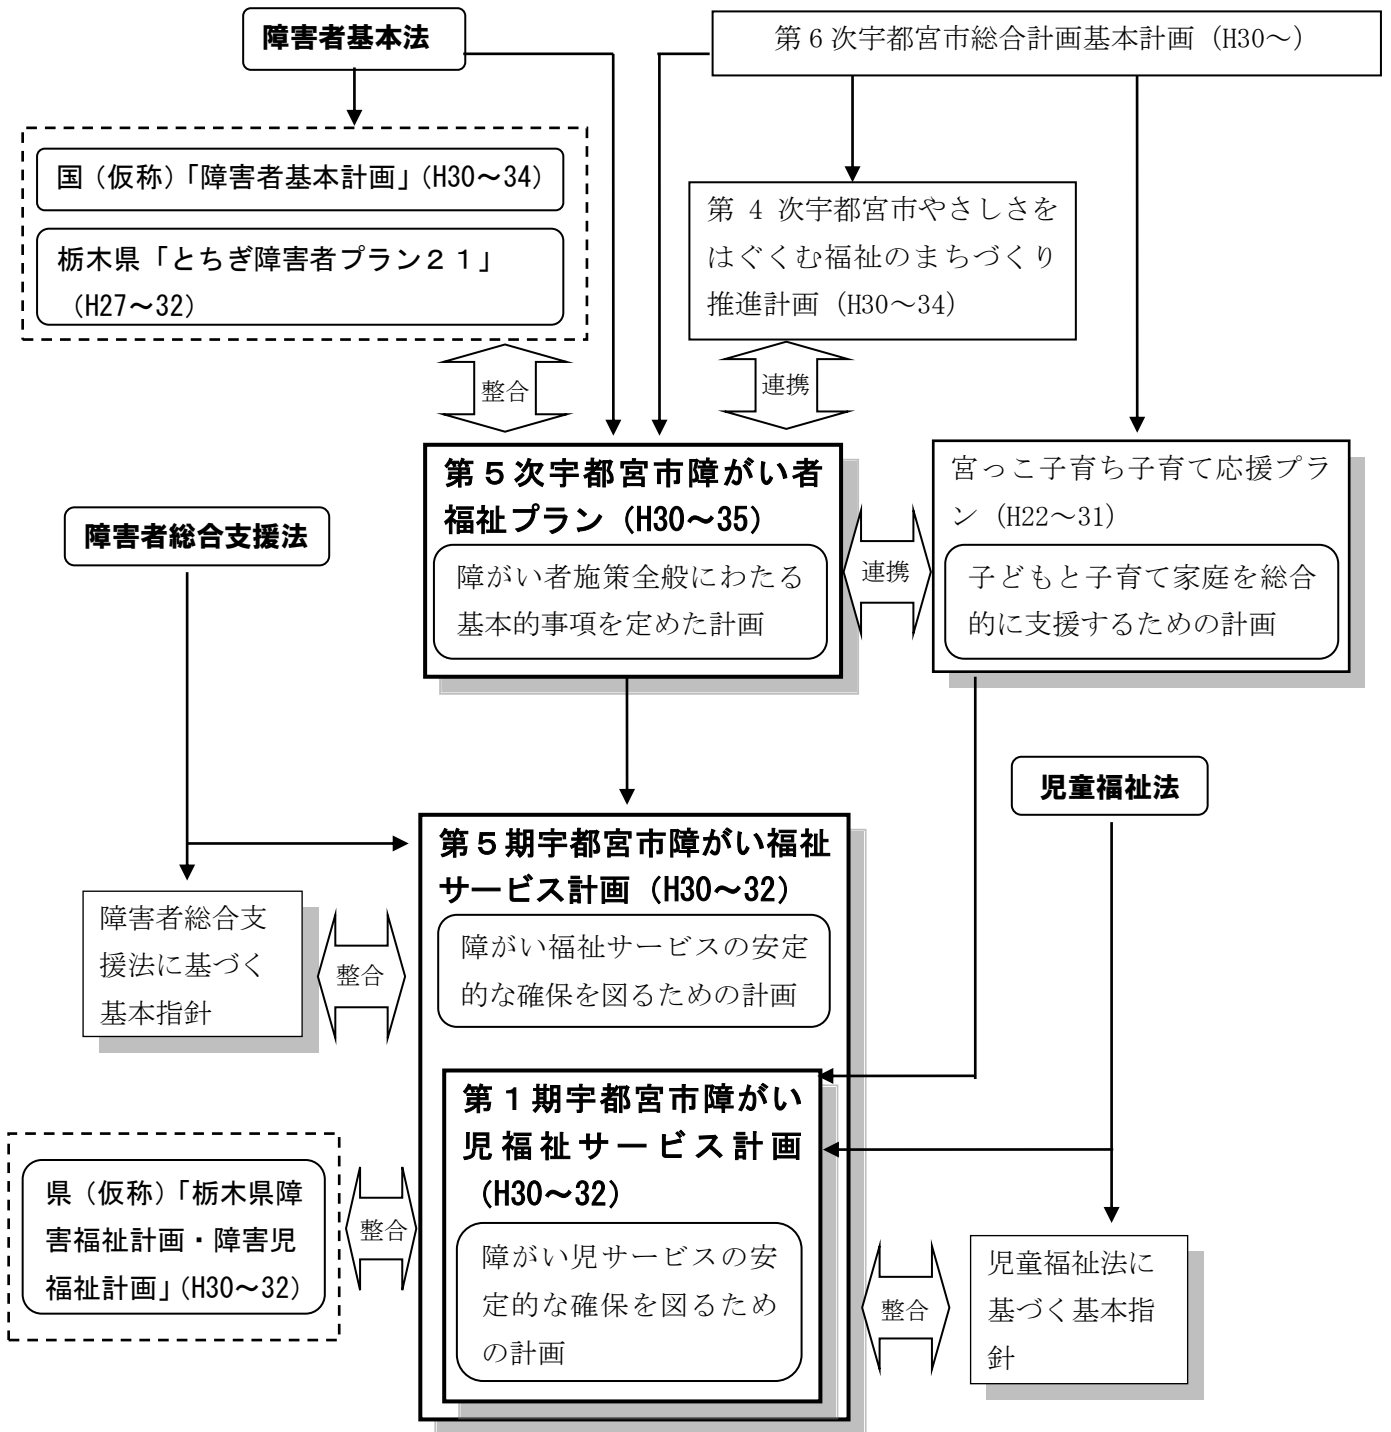 障害者基本法
第６次宇都宮市総合計画基本計画（H30～）
国（仮称）「障害者基本計画」（H30～34）
栃木県「とちぎ障害者プラン２１」
（H27～32）
第 4 次宇都宮市やさしさを
はぐくむ福祉のまちづくり
推進計画（H30～34）
整合
連携
第５次宇都宮市障がい者
福祉プラン（H30～35）
障がい者施策全般にわたる
基本的事項を定めた計画
連携
宮っこ子育ち子育て応援プラ
ン（H22～31）
子どもと子育て家庭を総合
的に支援するための計画
障害者総合支援法
児童福祉法
第５期宇都宮市障がい福祉
サービス計画（H30～32）
障がい福祉サービスの安定
的な確保を図るための計画
障害者総合支
援法に基づく
基本指針
整合
第１期宇都宮市障がい
児福祉サービス計画
（H30～32）
障がい児サービスの安
定的な確保を図るため
の計画
県（仮称）「栃木県障
害福祉計画・障害児
福祉計画」（H30～32）
整合
整合
児童福祉法に
基づく基本指
針